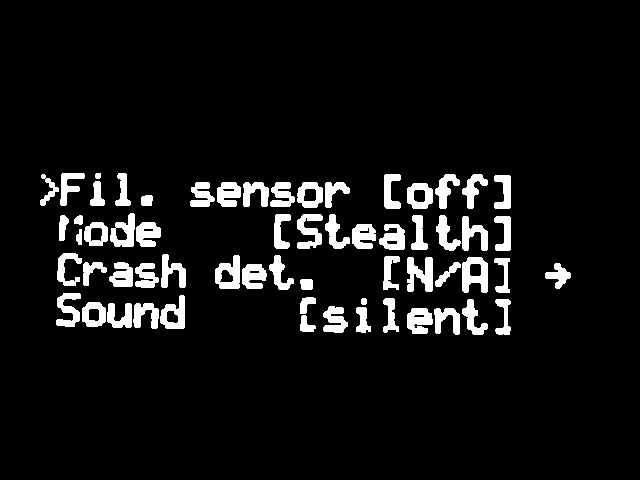 >Fil. sensor [off]
Mode [Stealth]
Crash det. [N/A] →
Sound [silent]